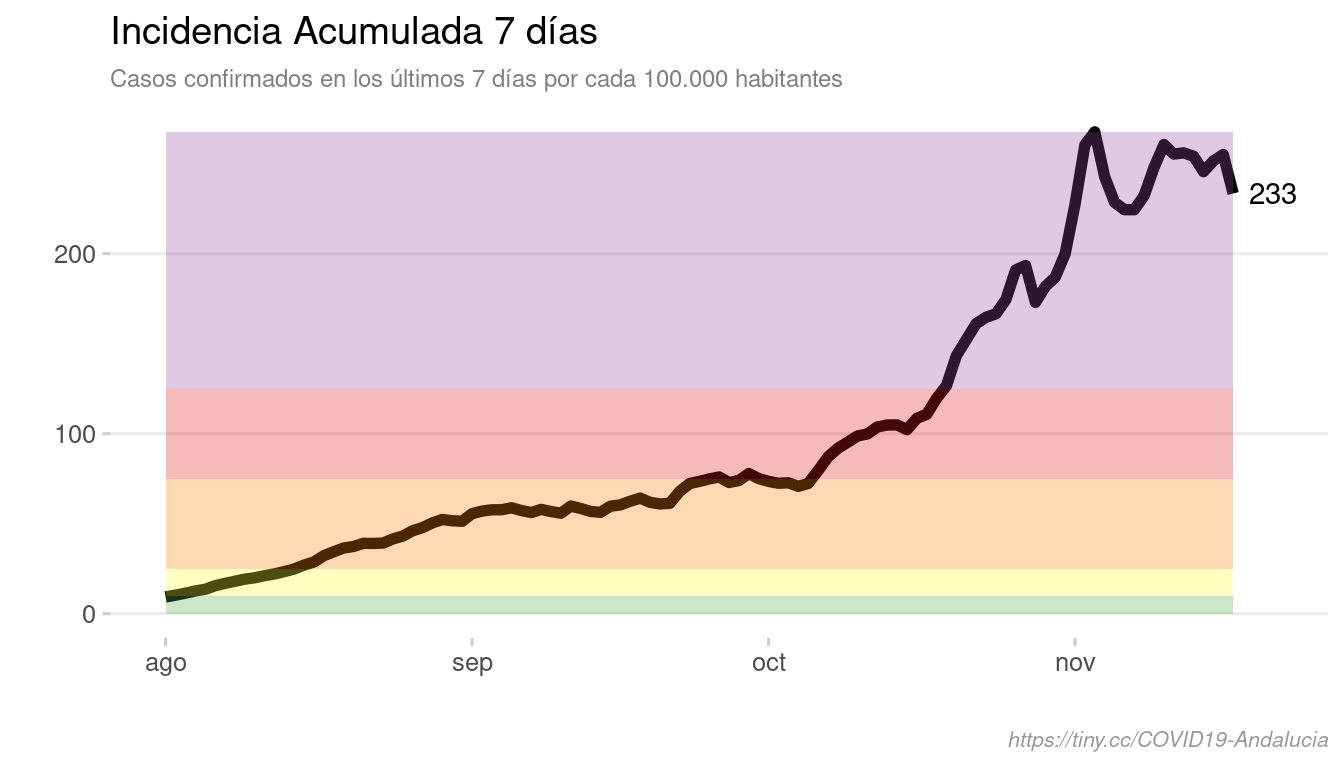 Incidencia Acumulada 7 días
Casos confirmados en los últimos 7 días por cada 100.000 habitantes
233
200
100
0
ago sep oct nov
https://tiny.cc/COVID19-Andalucia